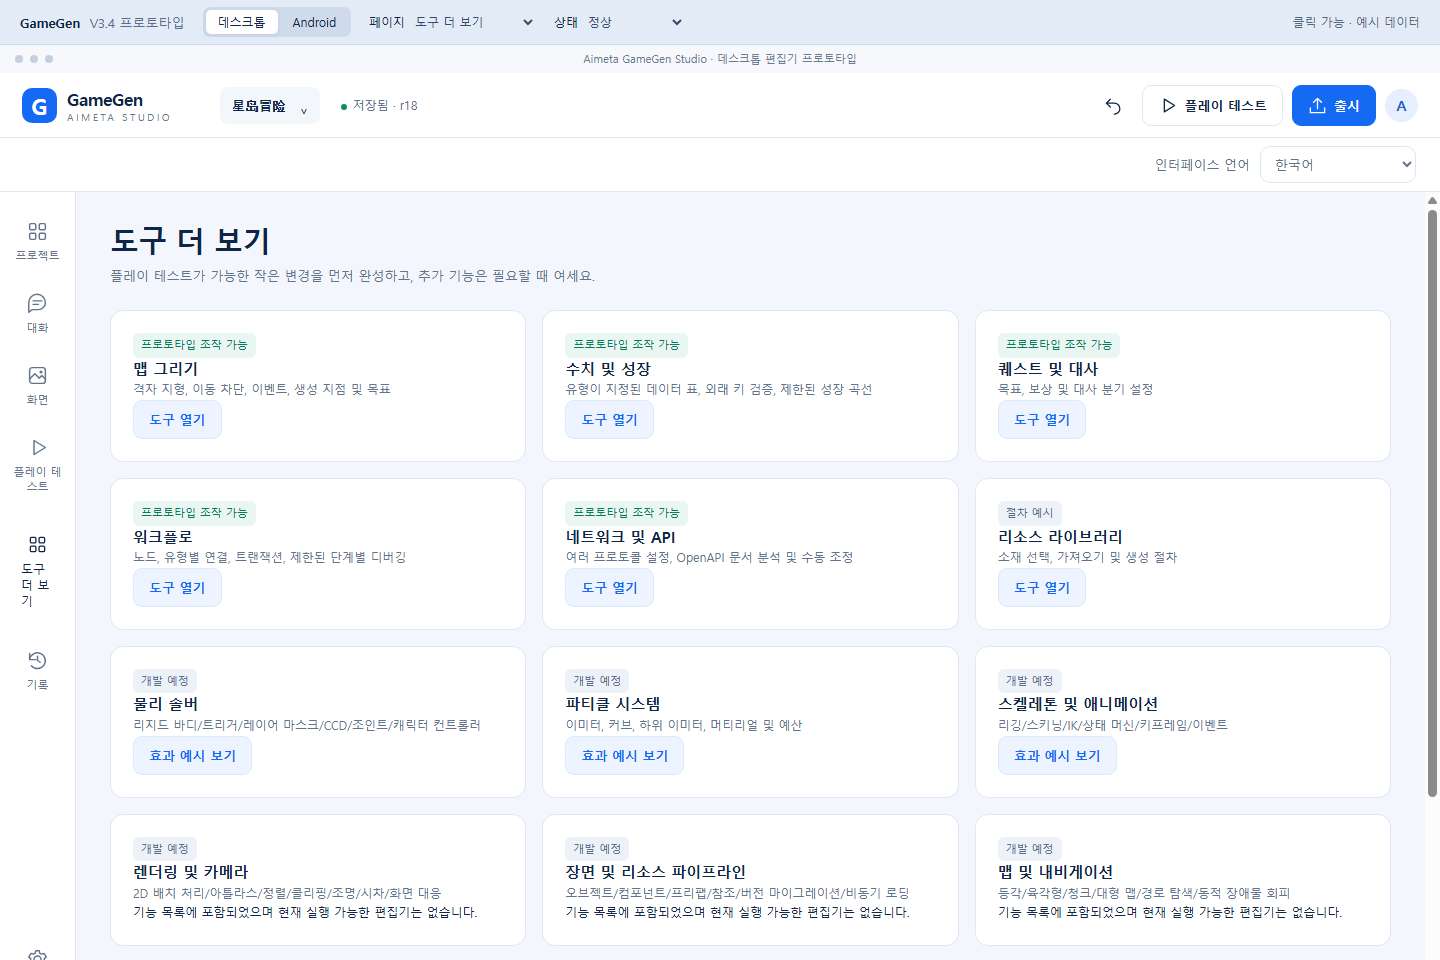 GameGen V3.4 프로토타입 데스크톱 Android 페이지 도구 더 보기 상태 정상 클릭 가능 · 예시 데이터
Aimeta GameGen Studio · 데스크톱 편집기 프로토타입
G GameGen
AIMETA STUDIO
星岛冒险 저장됨 · r18 플레이 테스트 출시 A
인터페이스 언어 한국어
프로젝트
대화
화면
플레이 테
스트
도구
더 보
기
기록
도구 더 보기
플레이 테스트가 가능한 작은 변경을 먼저 완성하고, 추가 기능은 필요할 때 여세요.
프로토타입 조작 가능
맵 그리기
격자 지형, 이동 차단, 이벤트, 생성 지점 및 목표
도구 열기
프로토타입 조작 가능
수치 및 성장
유형이 지정된 데이터 표, 외래 키 검증, 제한된 성장 곡선
도구 열기
프로토타입 조작 가능
퀘스트 및 대사
목표, 보상 및 대사 분기 설정
도구 열기
프로토타입 조작 가능
워크플로
노드, 유형별 연결, 트랜잭션, 제한된 단계별 디버깅
도구 열기
프로토타입 조작 가능
네트워크 및 API
여러 프로토콜 설정, OpenAPI 문서 분석 및 수동 조정
도구 열기
절차 예시
리소스 라이브러리
소재 선택, 가져오기 및 생성 절차
도구 열기
개발 예정
물리 솔버
리지드 바디/트리거/레이어 마스크/CCD/조인트/캐릭터 컨트롤러
효과 예시 보기
개발 예정
파티클 시스템
이미터, 커브, 하위 이미터, 머티리얼 및 예산
효과 예시 보기
개발 예정
스켈레톤 및 애니메이션
리깅/스키닝/IK/상태 머신/키프레임/이벤트
효과 예시 보기
개발 예정
렌더링 및 카메라
2D 배치 처리/아틀라스/정렬/클리핑/조명/시차/화면 대응
기능 목록에 포함되었으며 현재 실행 가능한 편집기는 없습니다.
개발 예정
장면 및 리소스 파이프라인
오브젝트/컴포넌트/프리팹/참조/버전 마이그레이션/비동기 로딩
기능 목록에 포함되었으며 현재 실행 가능한 편집기는 없습니다.
개발 예정
맵 및 내비게이션
등각/육각형/청크/대형 맵/경로 탐색/동적 장애물 회피
기능 목록에 포함되었으며 현재 실행 가능한 편집기는 없습니다.